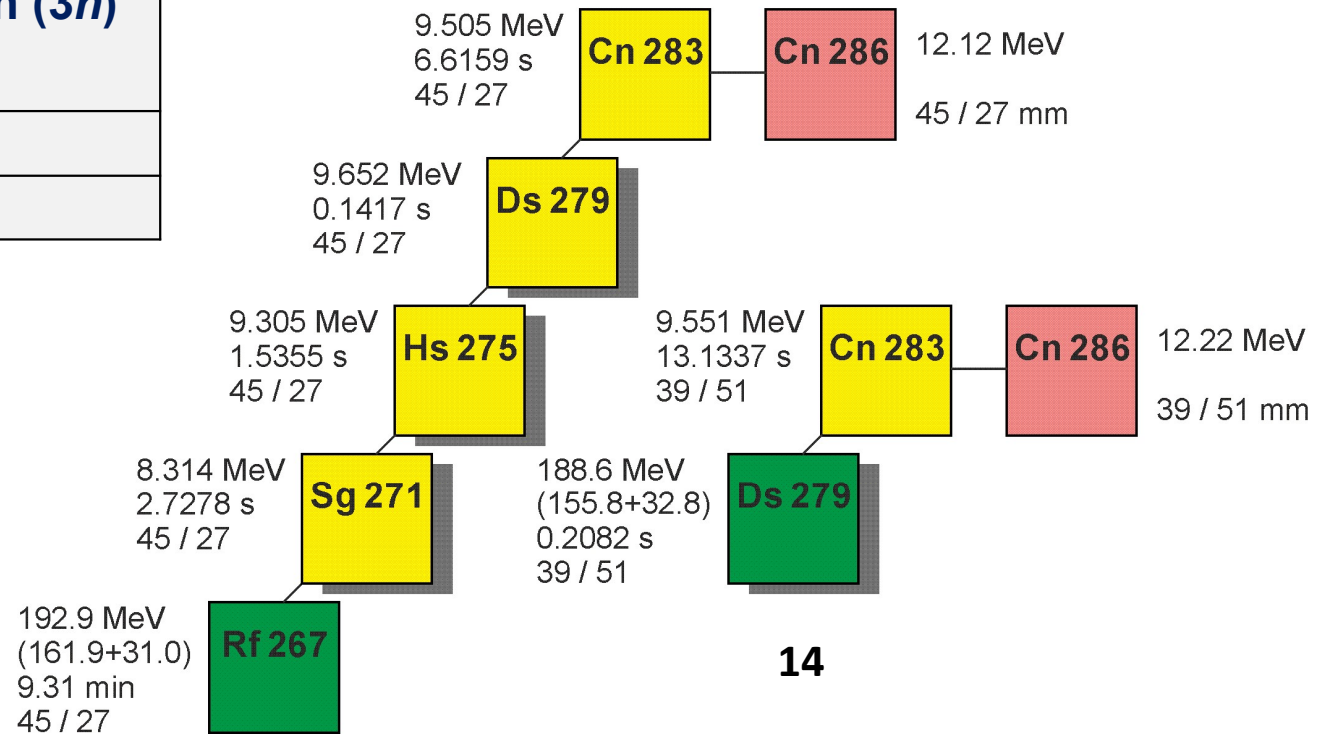 n (3n)
9.505 MeV
6.6159 s
45 / 27
Cn 283
Cn 286
12.12 MeV
45 / 27 mm
9.652 MeV
0.1417 s
45 / 27
Ds 279
9.305 MeV
1.5355 s
45 / 27
Hs 275
9.551 MeV
13.1337 s
39 / 51
Cn 283
Cn 286
12.22 MeV
39 / 51 mm
8.314 MeV
2.7278 s
45 / 27
Sg 271
188.6 MeV
(155.8+32.8)
0.2082 s
39 / 51
Ds 279
192.9 MeV
(161.9+31.0)
9.31 min
45 / 27
Rf 267
14